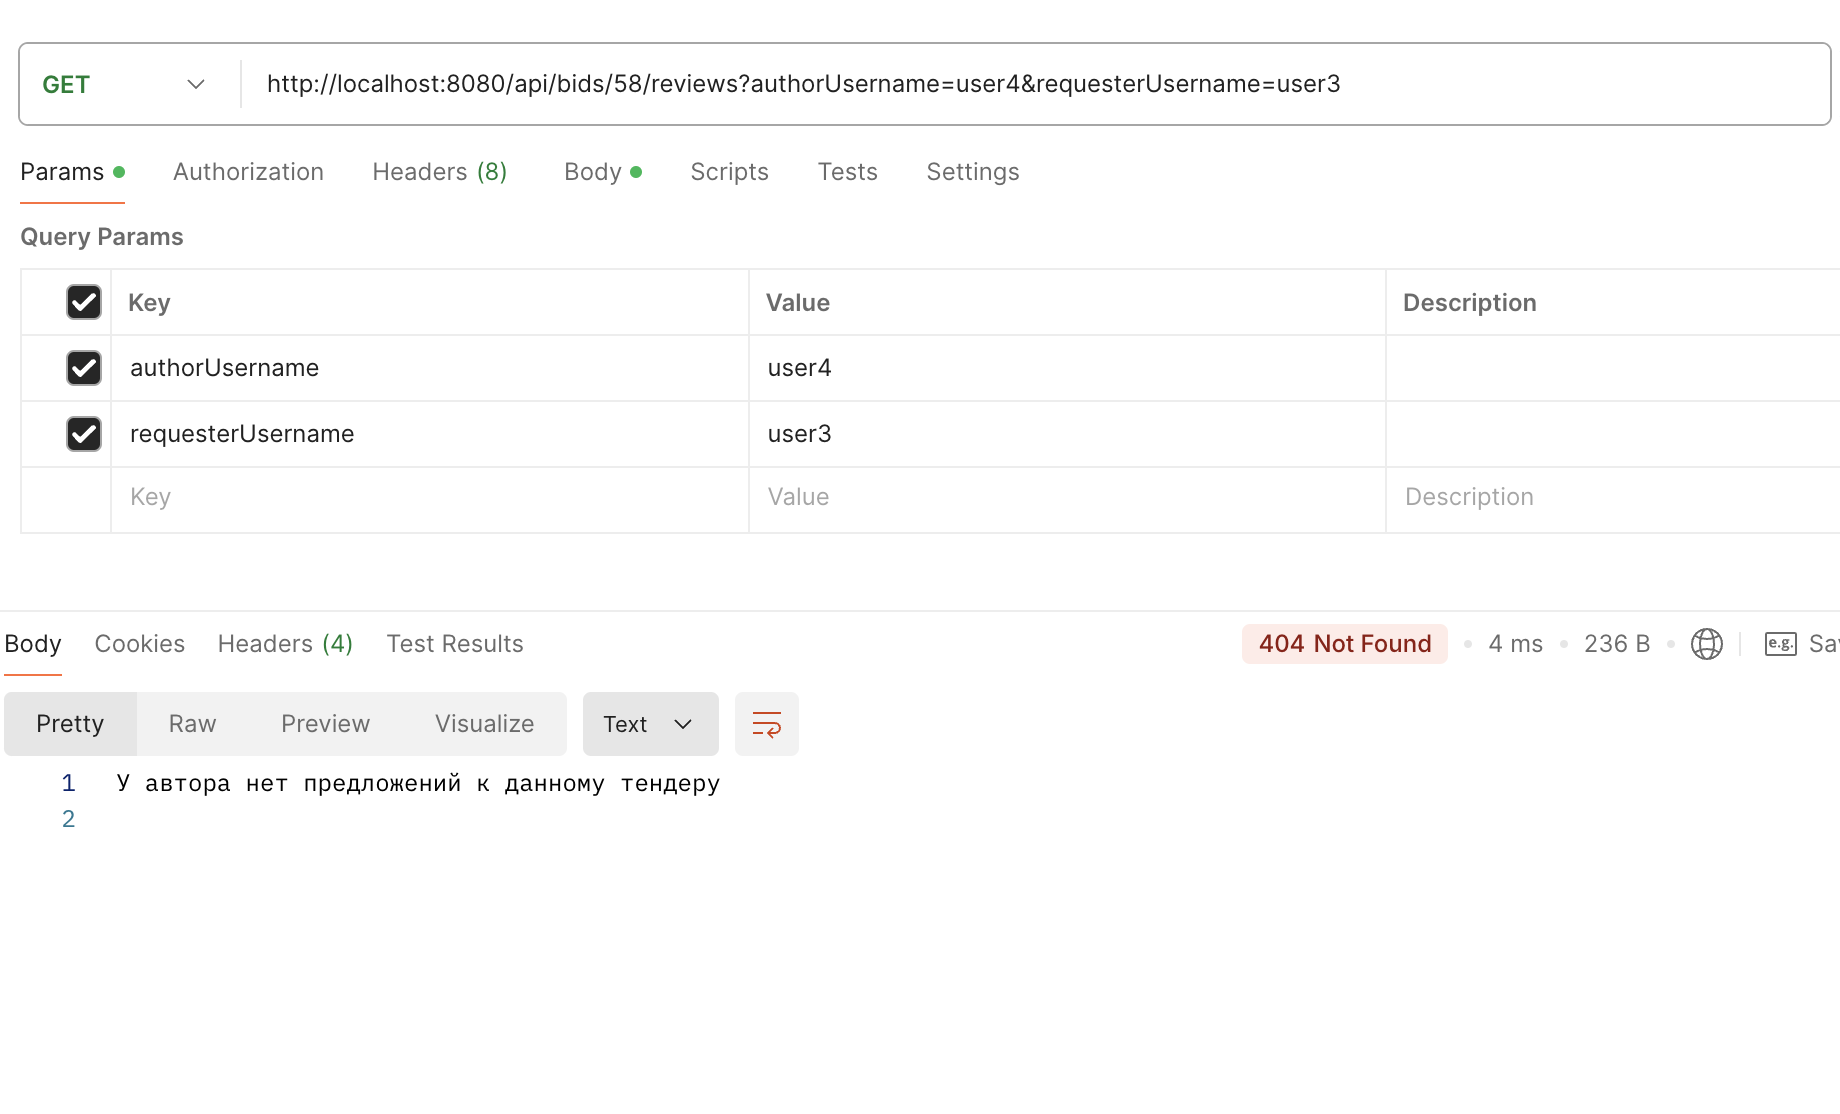 GET http://localhost:8080/api/bids/58/reviews?authorUsername=user4&requesterUsername=user3
Params Authorization Headers (8) Body Scripts Tests Settings
Query Params
Key Value Description
authorUsername user4
requesterUsername user3
Key Value Description
Body Cookies Headers (4) Test Results 404 Not Found 4 ms 236 B e.g. Sav
Pretty Raw Preview Visualize Text
1 У автора нет предложений к данному тендеру
2